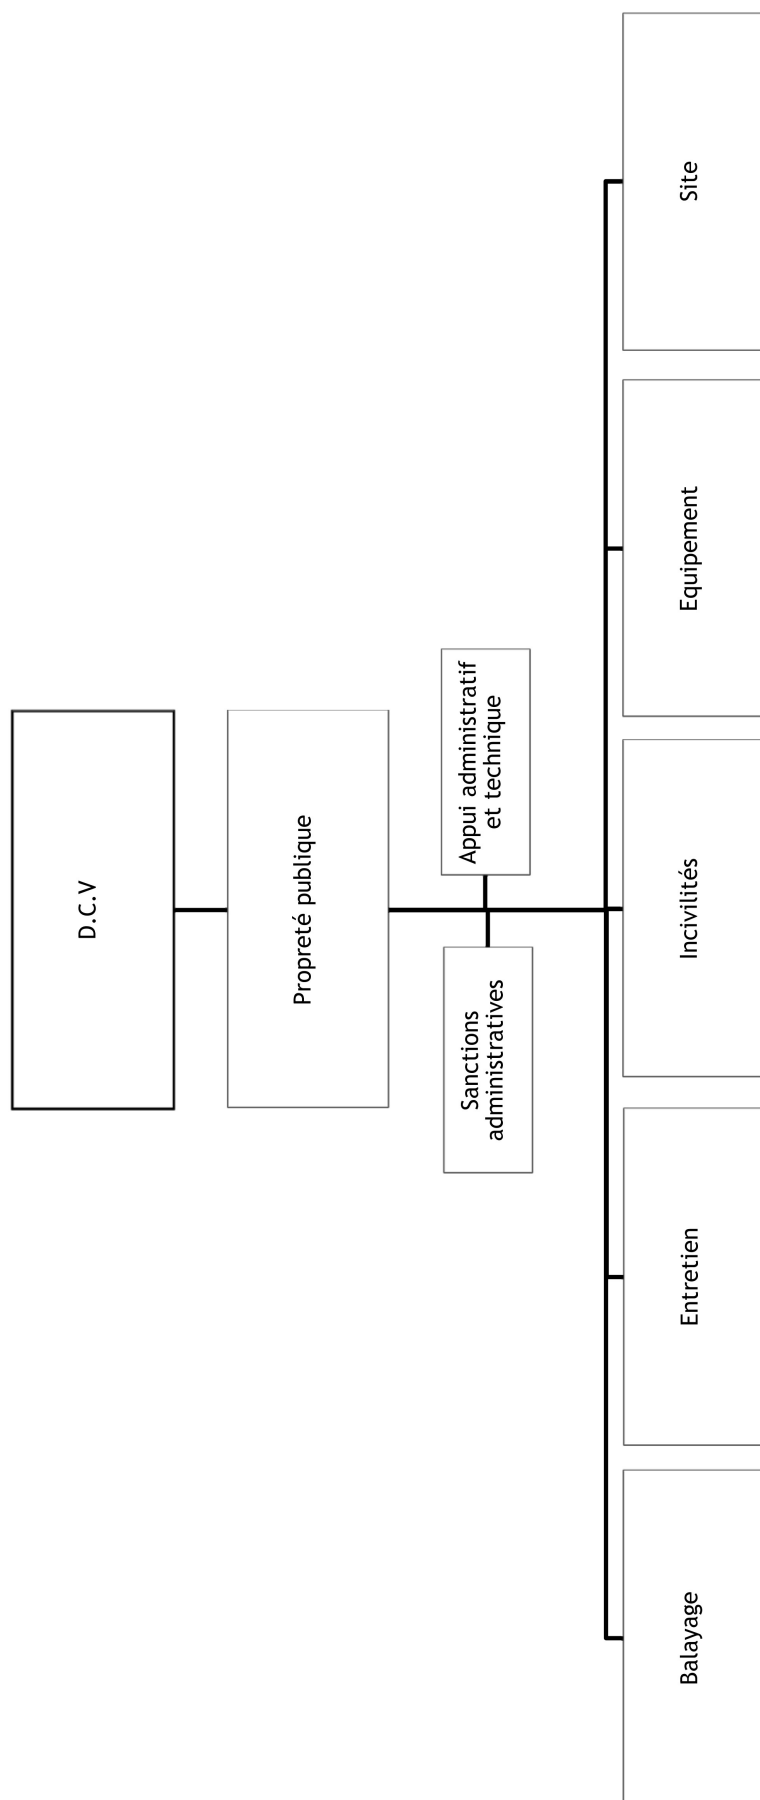 D.C.V
Propreté publique
Sanctions
administratives
Appui administratif
et technique
Balayage
Entretien
Incivilités
Equipement
Site